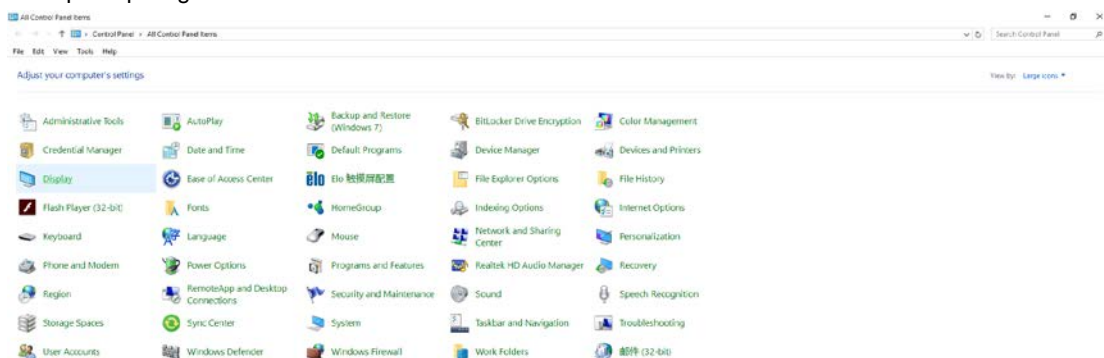 All Control Panel Items
Control Panel › All Control Panel Items
Search Control Panel
File Edit View Tools Help
Adjust your computer's settings
View by: Large icons
Administrative Tools
AutoPlay
Backup and Restore
(Windows 7)
BitLocker Drive Encryption
Color Management
Credential Manager
Date and Time
Default Programs
Device Manager
Devices and Printers
Display
Ease of Access Center
elo
Elo 触摸屏配置
File Explorer Options
File History
Flash Player (32-bit)
Fonts
HomeGroup
Indexing Options
Internet Options
Keyboard
Language
Mouse
Network and Sharing
Center
Personalization
Phone and Modem
Power Options
Programs and Features
Realtek HD Audio Manager
Recovery
Region
RemoteApp and Desktop
Connections
Security and Maintenance
Sound
Speech Recognition
Storage Spaces
Sync Center
System
Taskbar and Navigation
Troubleshooting
User Accounts
Windows Defender
Windows Firewall
Work Folders
邮件 (32-bit)